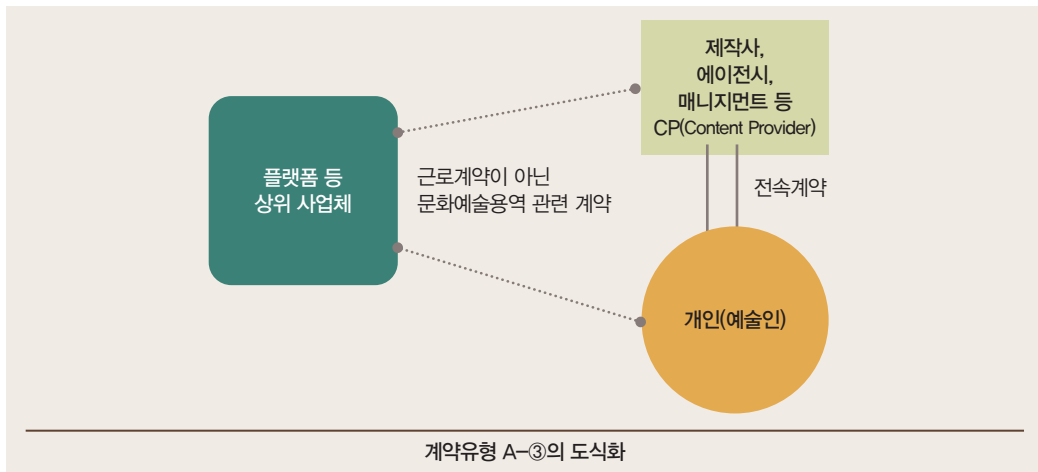 제작사,
에이전시,
매니지먼트 등
CP(Content Provider)
플랫폼 등
상위 사업체
근로계약이 아닌
문화예술용역 관련 계약
전속계약
개인(예술인)
계약유형 A-③의 도식화